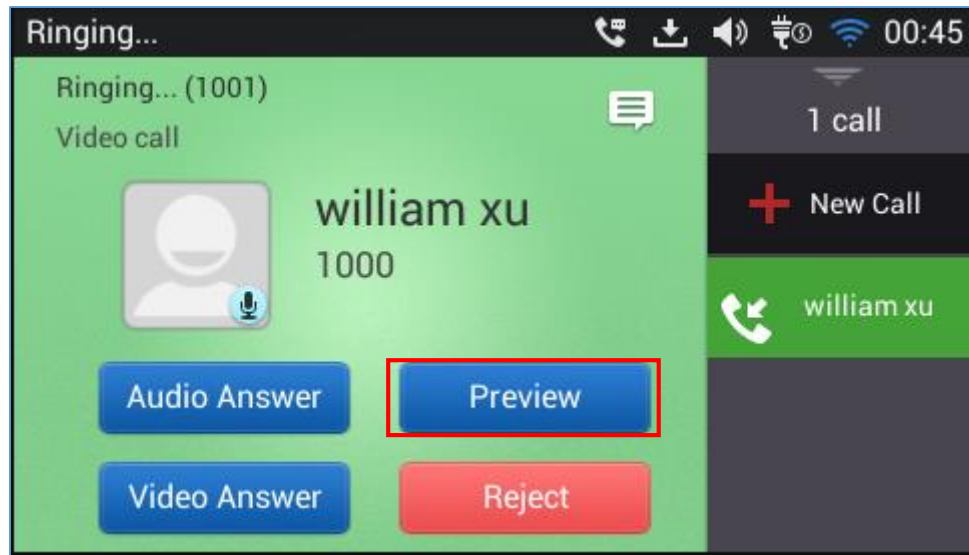 Ringing...
00:45
Ringing... (1001)
Video call
william xu
1000
Audio Answer
Preview
Video Answer
Reject
1 call
New Call
william xu